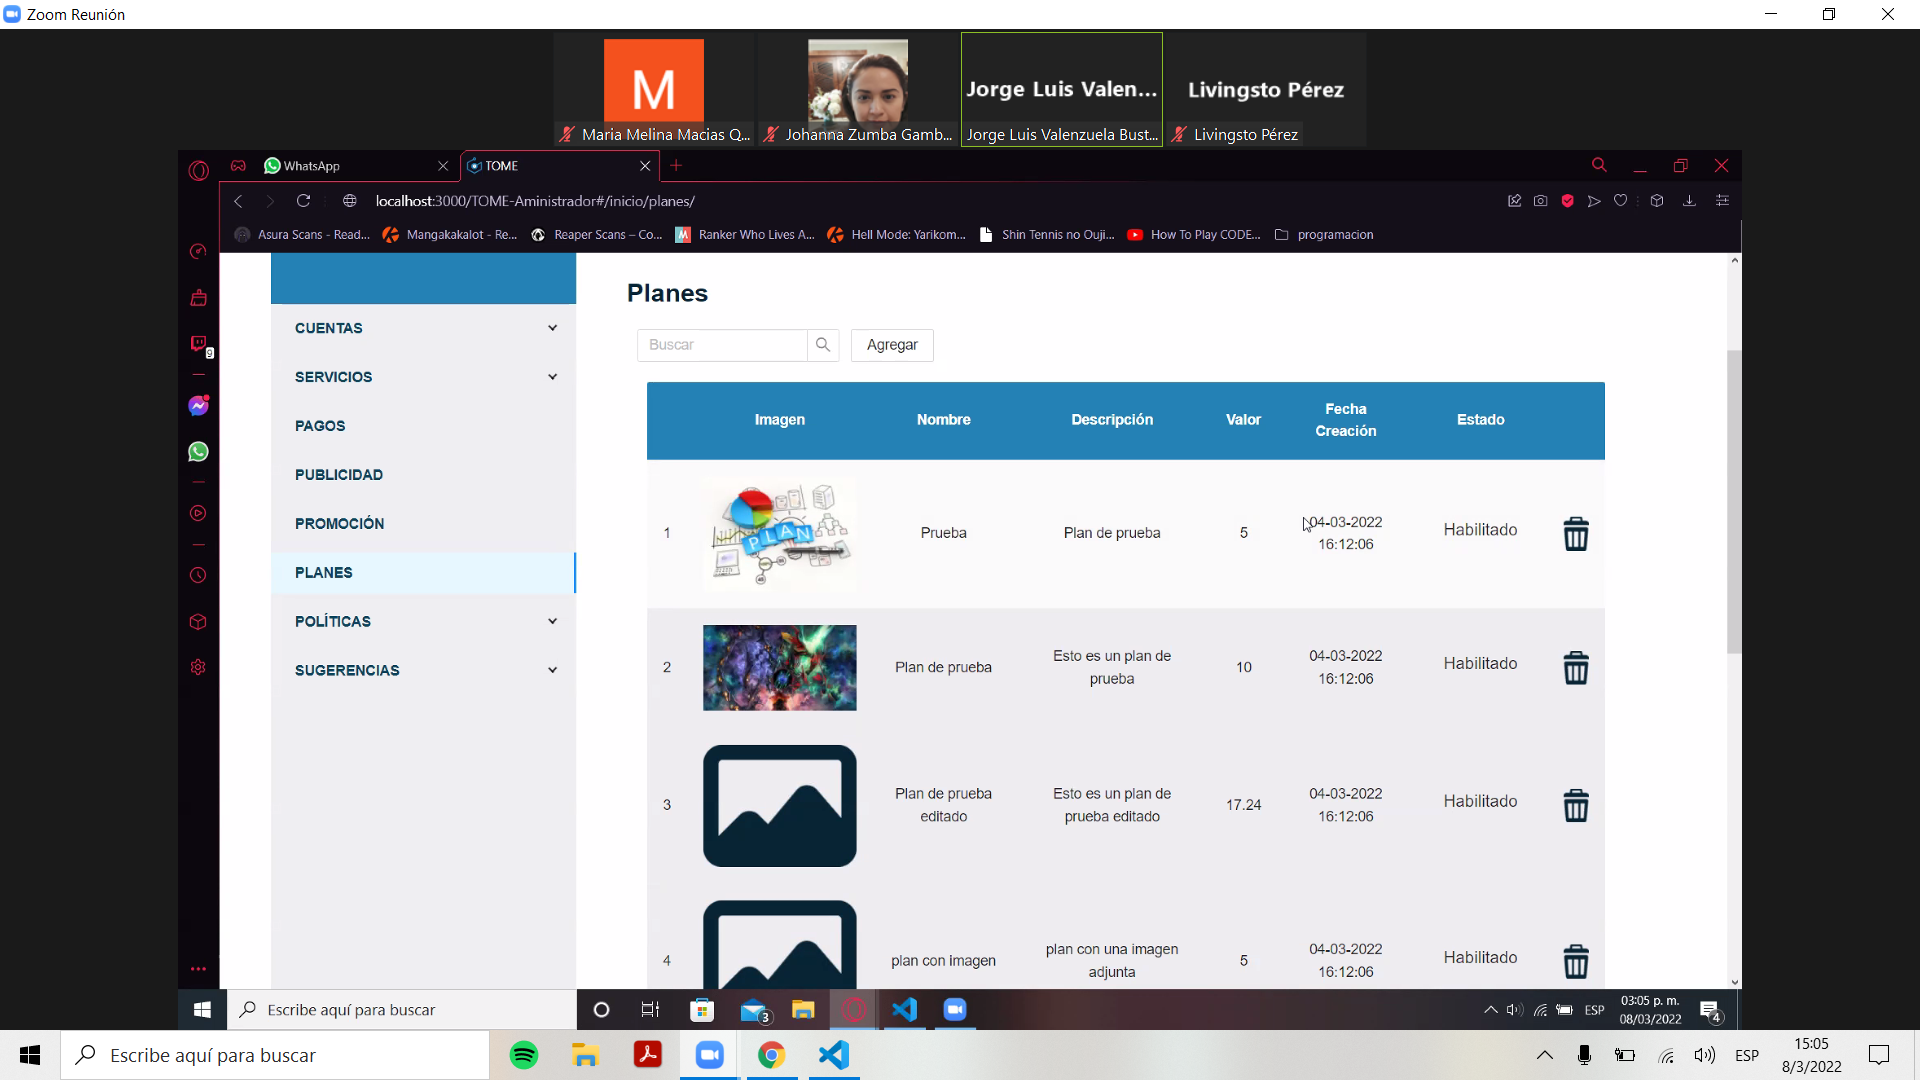 Zoom Reunión
M
Jorge Luis Valen...
Livingsto Pérez
Maria Melina Macias Q...
Johanna Zumba Gamb...
Jorge Luis Valenzuela Bust...
Livingsto Pérez
WhatsApp
TOME
localhost:3000/TOME-Aministrador#/inicio/planes/
Asura Scans - Read...
Mangakakalot - Re...
Reaper Scans – Co...
Ranker Who Lives A...
Hell Mode: Yarikom...
Shin Tennis no Ouji...
How To Play CODE...
programacion
CUENTAS
SERVICIOS
PAGOS
PUBLICIDAD
PROMOCIÓN
PLANES
POLÍTICAS
SUGERENCIAS
Planes
Buscar
Agregar
Imagen
Nombre
Descripción
Valor
Fecha
Creación
Estado
1
PLAN
Prueba
Plan de prueba
5
04-03-2022
16:12:06
Habilitado
2
Plan de prueba
Esto es un plan de
prueba
10
04-03-2022
16:12:06
Habilitado
3
Plan de prueba
editado
Esto es un plan de
prueba editado
17.24
04-03-2022
16:12:06
Habilitado
4
plan con imagen
plan con una imagen
adjunta
5
04-03-2022
16:12:06
Habilitado
Escribe aquí para buscar
3
ESP
03:05 p. m.
08/03/2022
4
Escribe aquí para buscar
ESP
15:05
8/3/2022